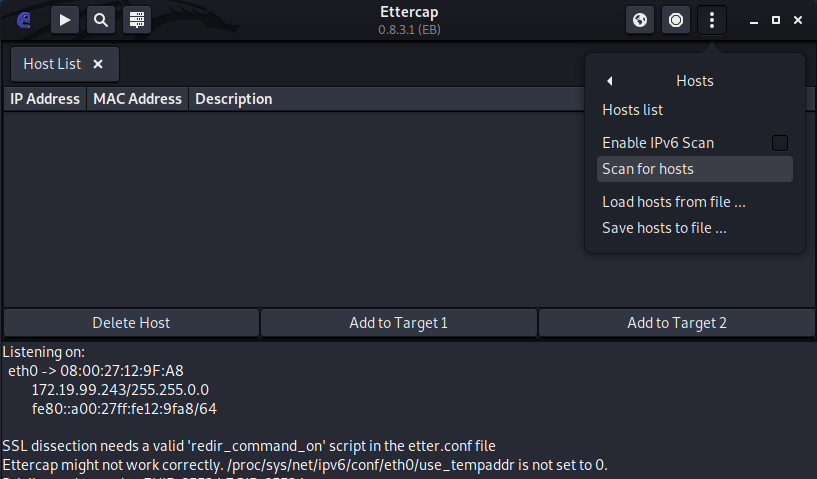 Ettercap
0.8.3.1 (EB)
Host List
IP Address MAC Address Description
Hosts
Hosts list
Enable IPv6 Scan
Scan for hosts
Load hosts from file ...
Save hosts to file ...
Delete Host Add to Target 1 Add to Target 2
Listening on:
eth0 -> 08:00:27:12:9F:A8
172.19.99.243/255.255.0.0
fe80::a00:27ff:fe12:9fa8/64
SSL dissection needs a valid 'redir_command_on' script in the etter.conf file
Ettercap might not work correctly. /proc/sys/net/ipv6/conf/eth0/use_tempaddr is not set to 0.